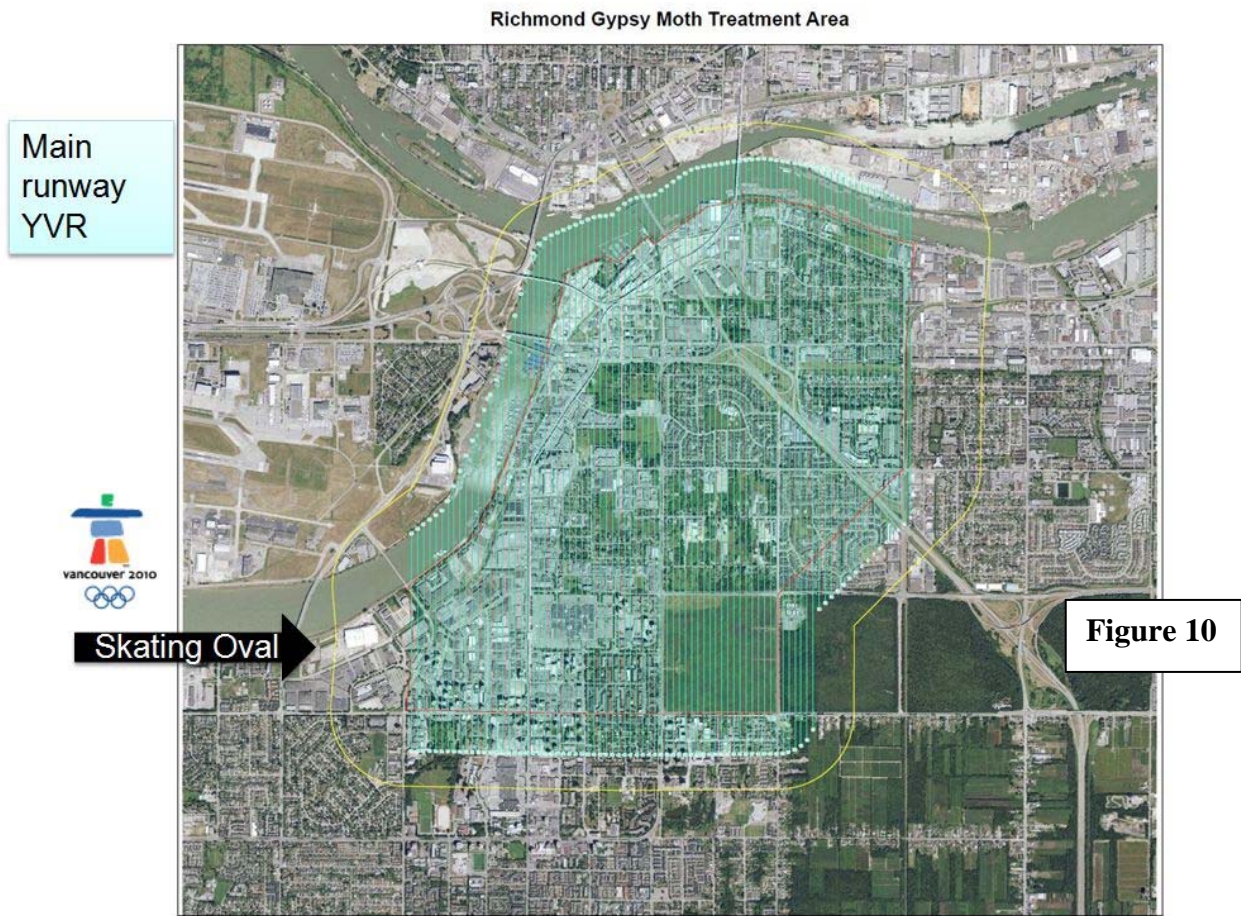 Richmond Gypsy Moth Treatment Area
Main
runway
YVR
vancouver 2010
Skating Oval
Figure 10